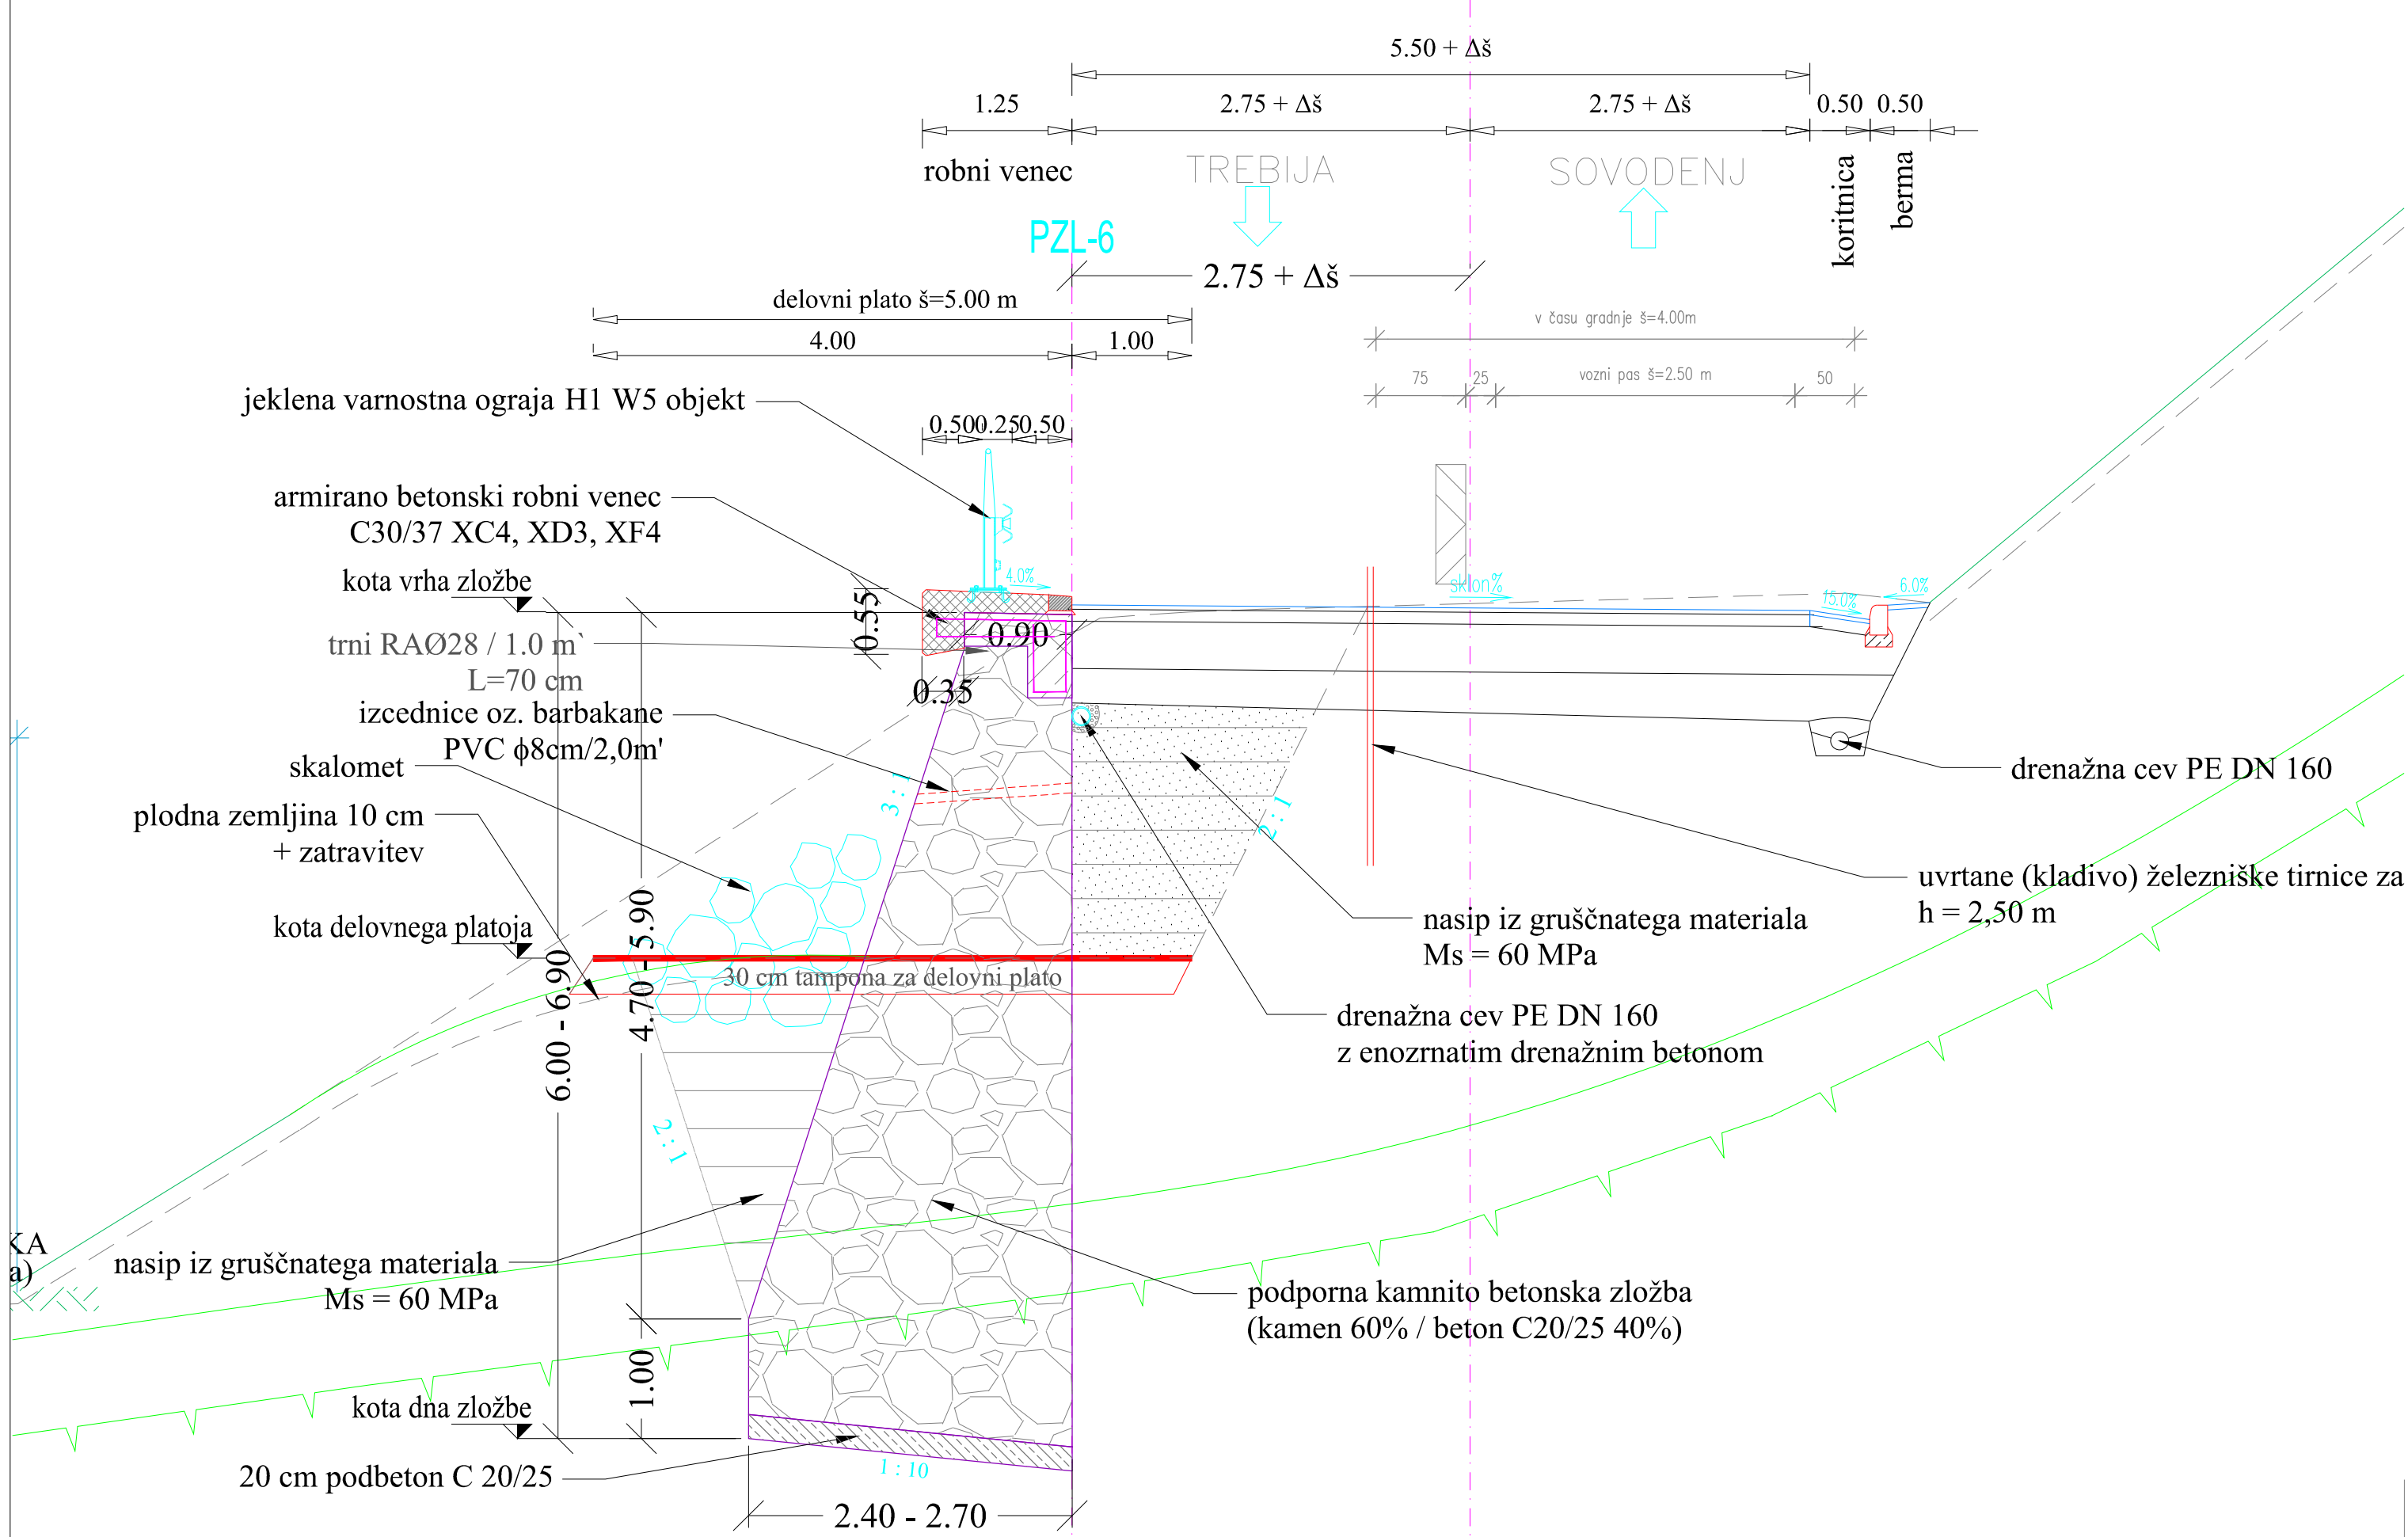 5.50 + Δš
1.25
2.75 + Δš
2.75 + Δš
0.50
0.50
robni venec
TREBIJA
SOVODENJ
koritnica
berma
PZL-6
2.75 + Δš
delovni plato š=5.00 m
4.00
1.00
v času gradnje š=4.00m
75
25
vozni pas š=2.50 m
50
jeklena varnostna ograja H1 W5 objekt
0.50
0.25
0.50
armirano betonski robni venec
C30/37 XC4, XD3, XF4
kota vrha zložbe
4.0%
sklon%
15.0%
6.0%
0.55
0.90
trni RAØ28 / 1.0 m`
L=70 cm
0.35
izcednice oz. barbakane
PVC ϕ8cm/2,0m'
skalomet
3 : 1
2 : 1
drenažna cev PE DN 160
plodna zemljina 10 cm
+ zatravitev
uvrtane (kladivo) železniške tirnice za
h = 2,50 m
nasip iz gruščnatega materiala
Ms = 60 MPa
kota delovnega platoja
30 cm tampona za delovni plato
4.70 - 5.90
6.00 - 6.90
drenažna cev PE DN 160
z enozrnatim drenažnim betonom
2 : 1
KA
a)
nasip iz gruščnatega materiala
Ms = 60 MPa
podporna kamnito betonska zložba
(kamen 60% / beton C20/25 40%)
1.00
kota dna zložbe
20 cm podbeton C 20/25
1 : 10
2.40 - 2.70